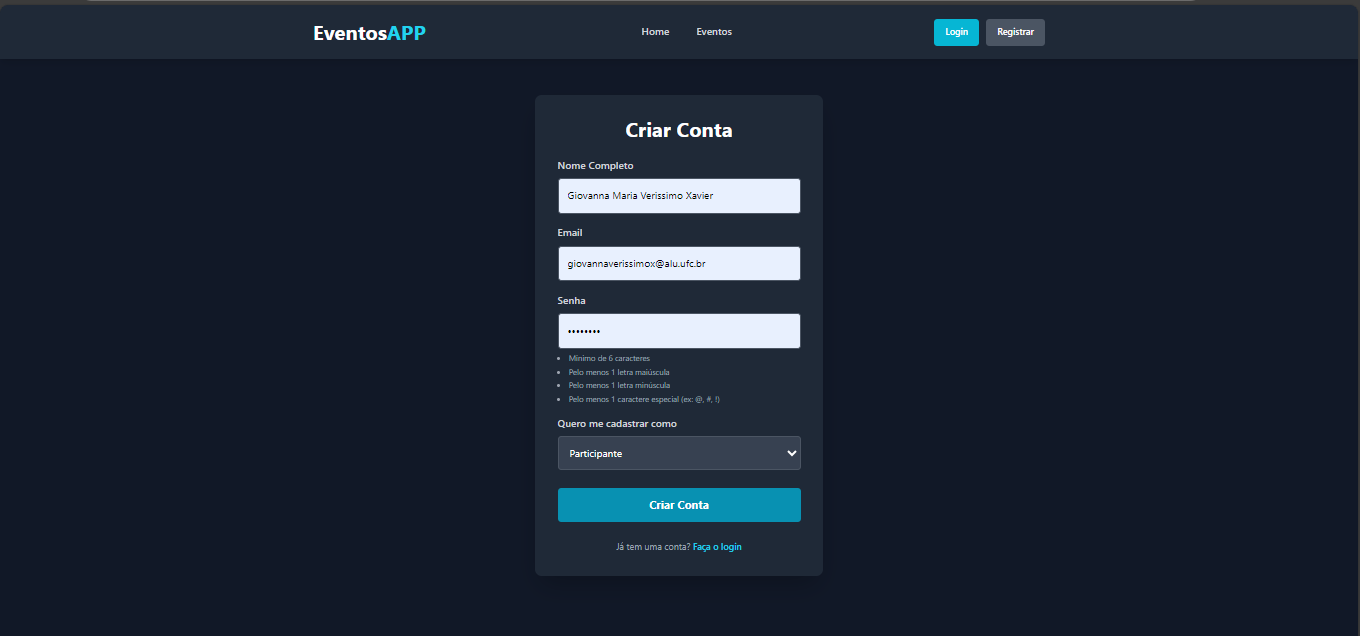 EventosAPP
Home
Eventos
Login
Registrar
Criar Conta
Nome Completo
Giovanna Maria Verissimo Xavier
Email
giovannaverissimox@alu.ufc.br
Senha
••••••••
• Mínimo de 6 caracteres
• Pelo menos 1 letra maiúscula
• Pelo menos 1 letra minúscula
• Pelo menos 1 caractere especial (ex: @, #, !)
Quero me cadastrar como
Participante
Criar Conta
Já tem uma conta? Faça o login